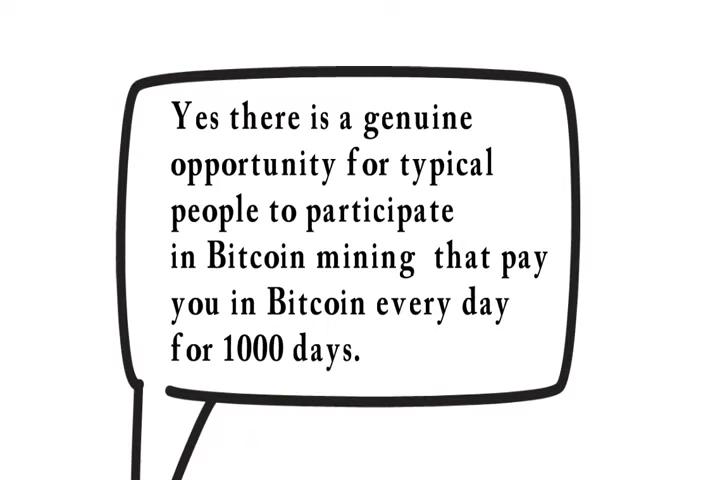 Yes there is a genuine
opportunity for typical
people to participate
in Bitcoin mining that pay
you in Bitcoin every day
for 1000 days.